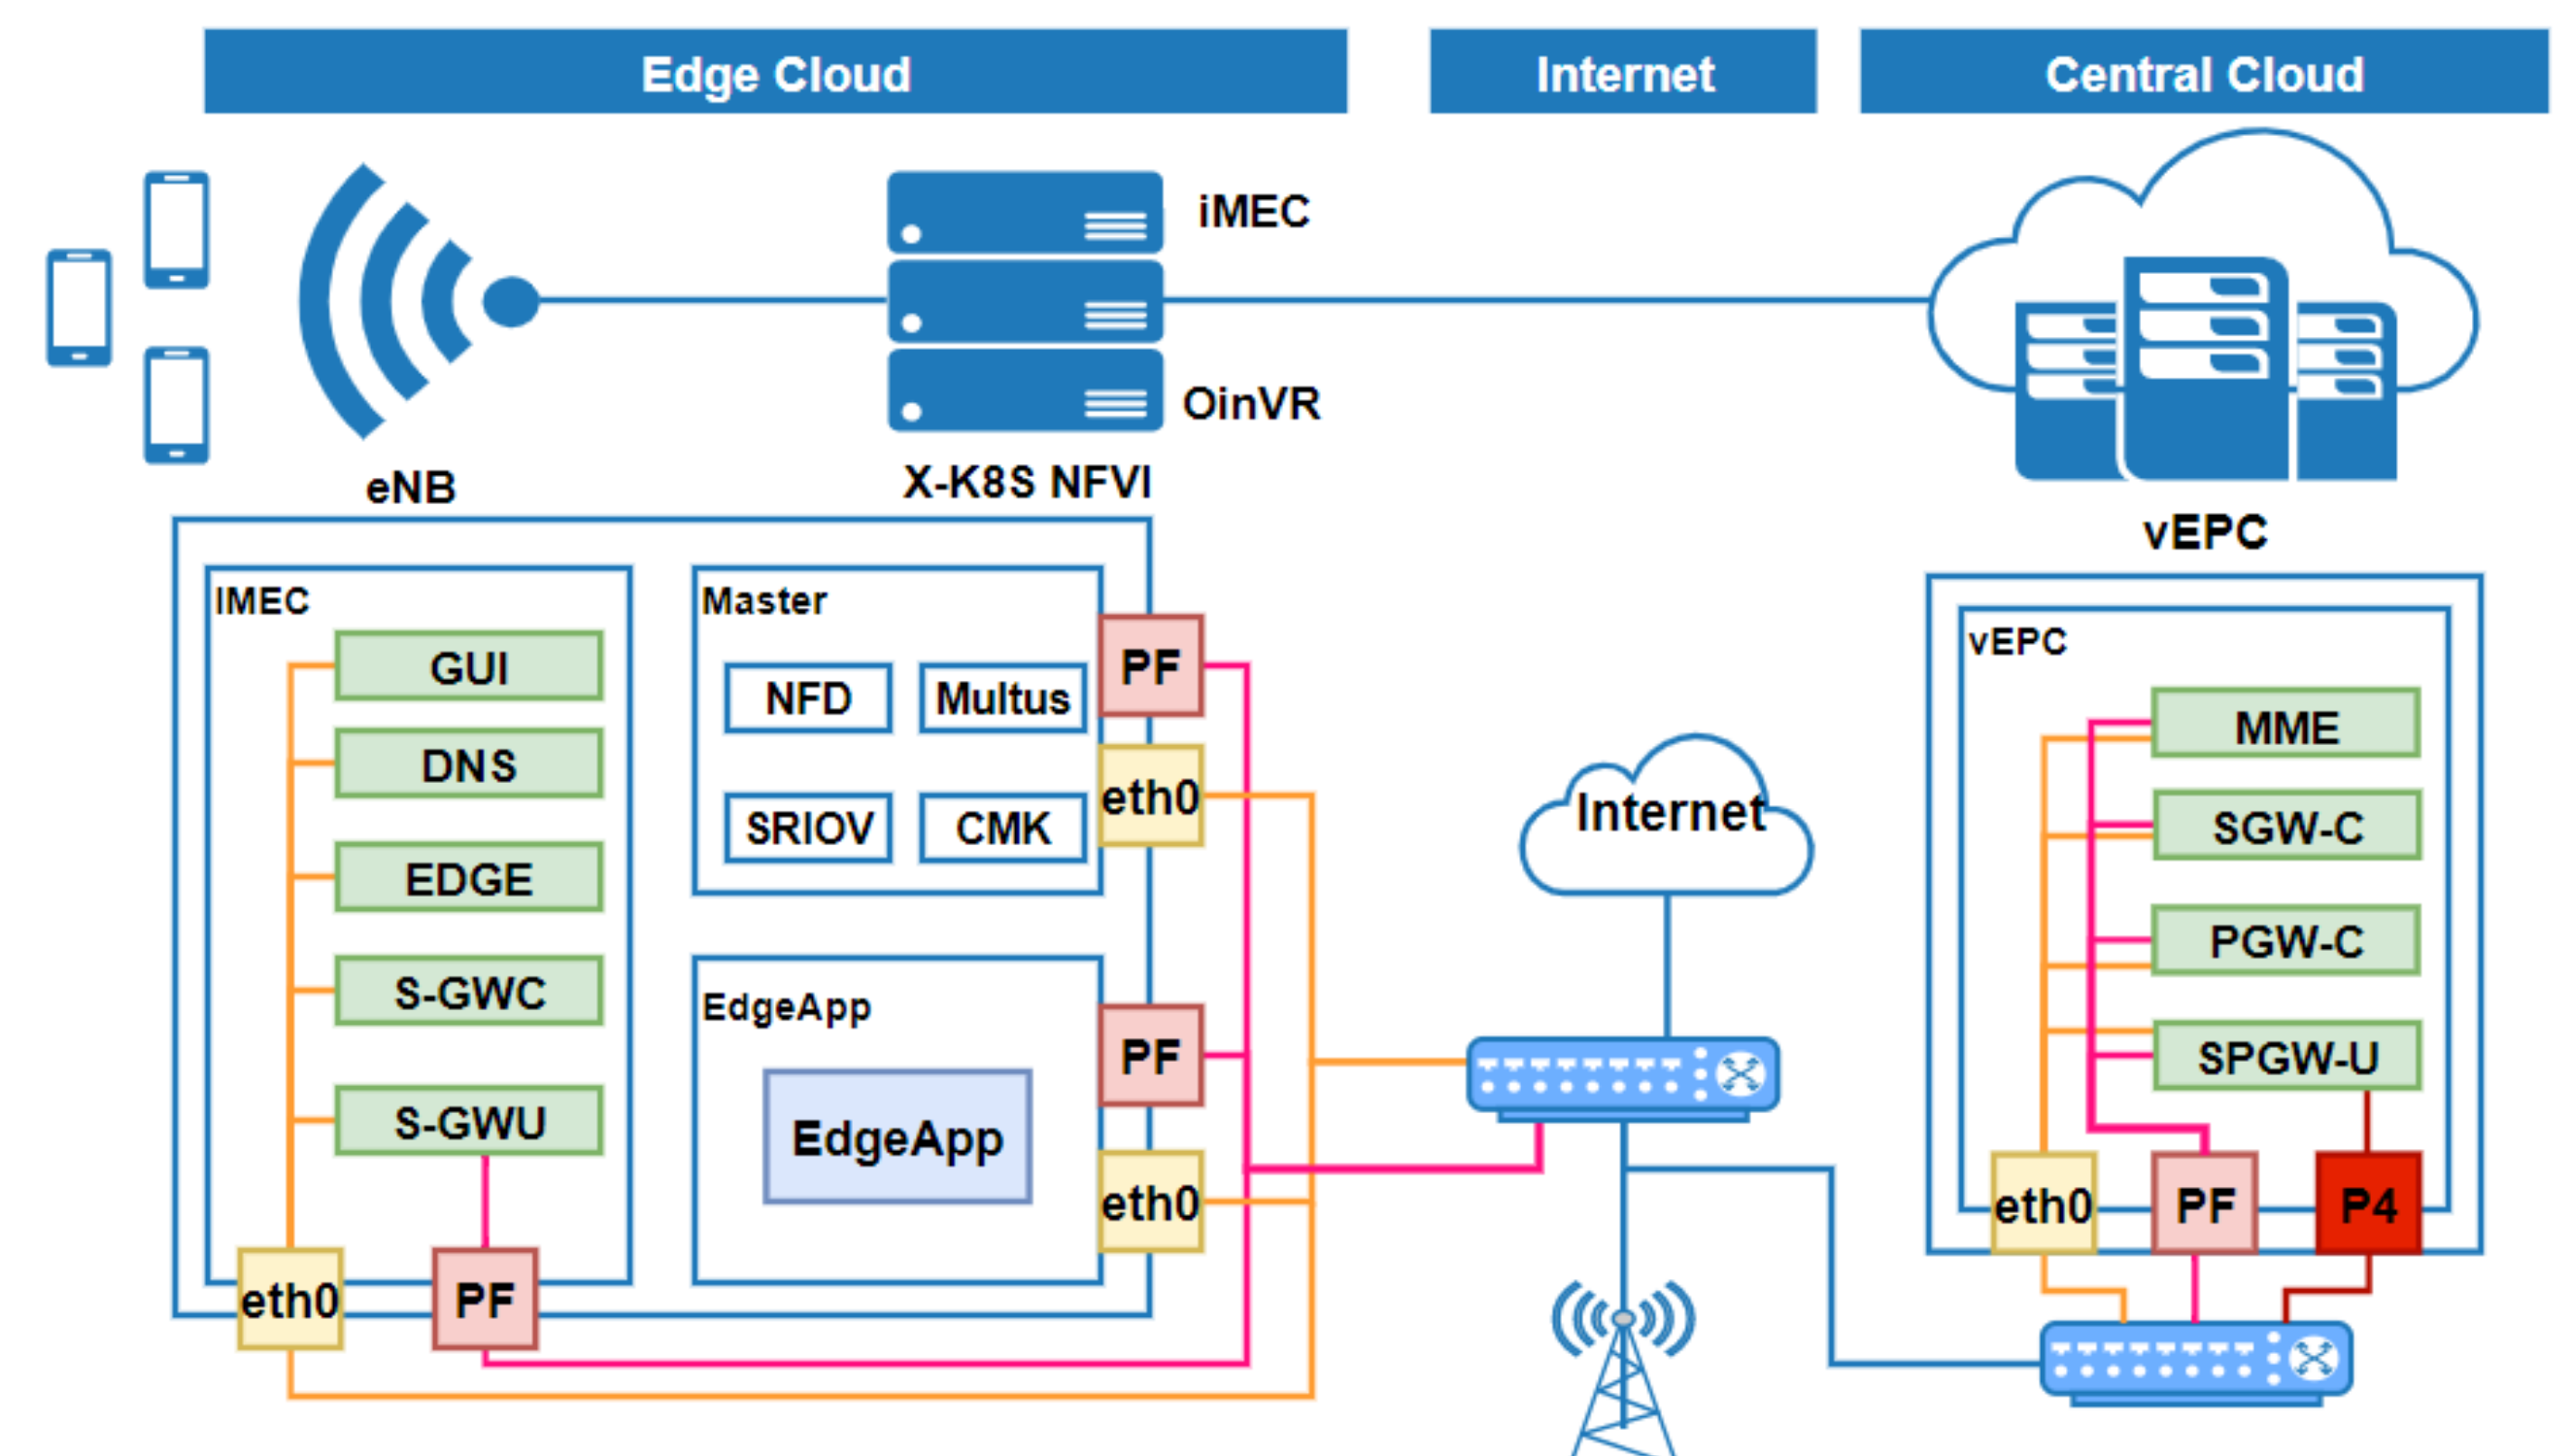 Edge Cloud
Internet
Central Cloud
iMEC
OinVR
eNB
X-K8S NFVI
vEPC
IMEC
GUI
DNS
EDGE
S-GWC
S-GWU
eth0
PF
Master
NFD
Multus
SRIOV
CMK
PF
eth0
EdgeApp
EdgeApp
PF
eth0
Internet
vEPC
MME
SGW-C
PGW-C
SPGW-U
eth0
PF
P4